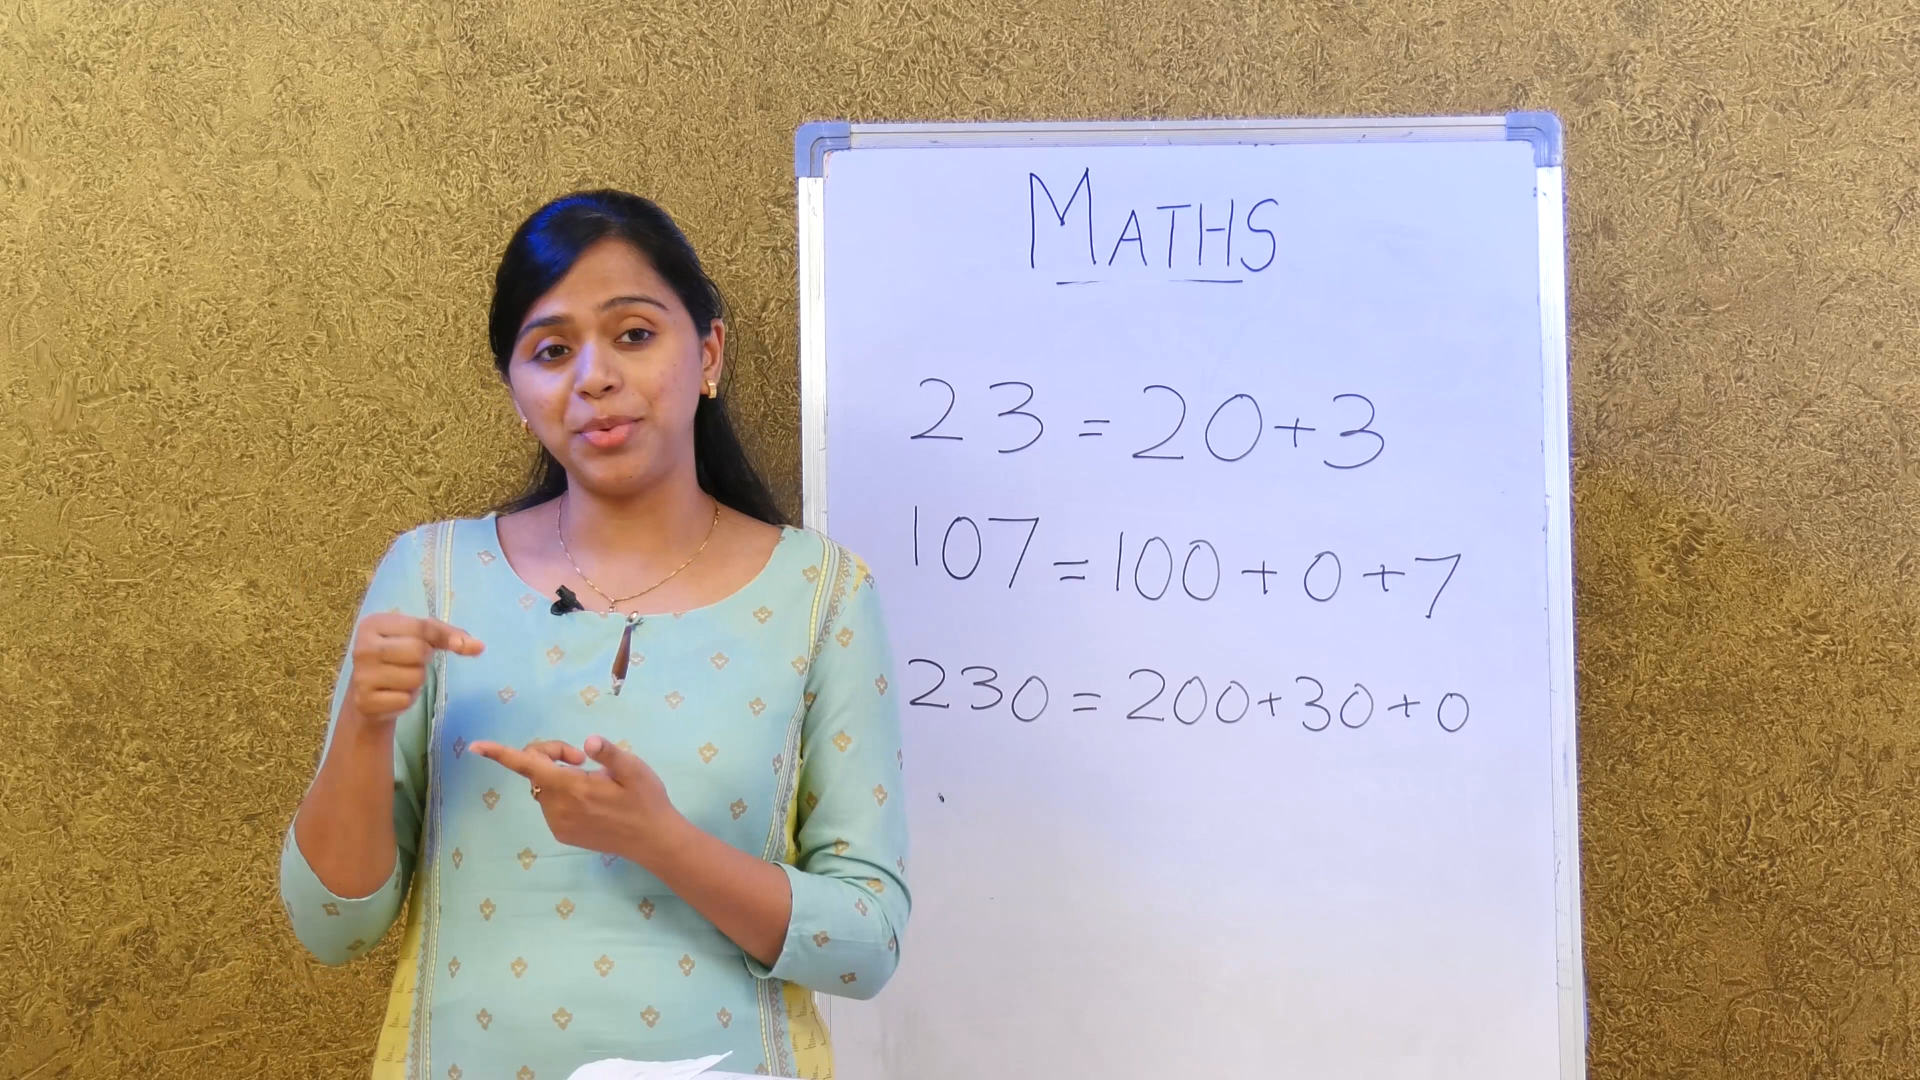 MATHS
23 = 20+3
107 = 100 + 0 + 7
230 = 200+30+0